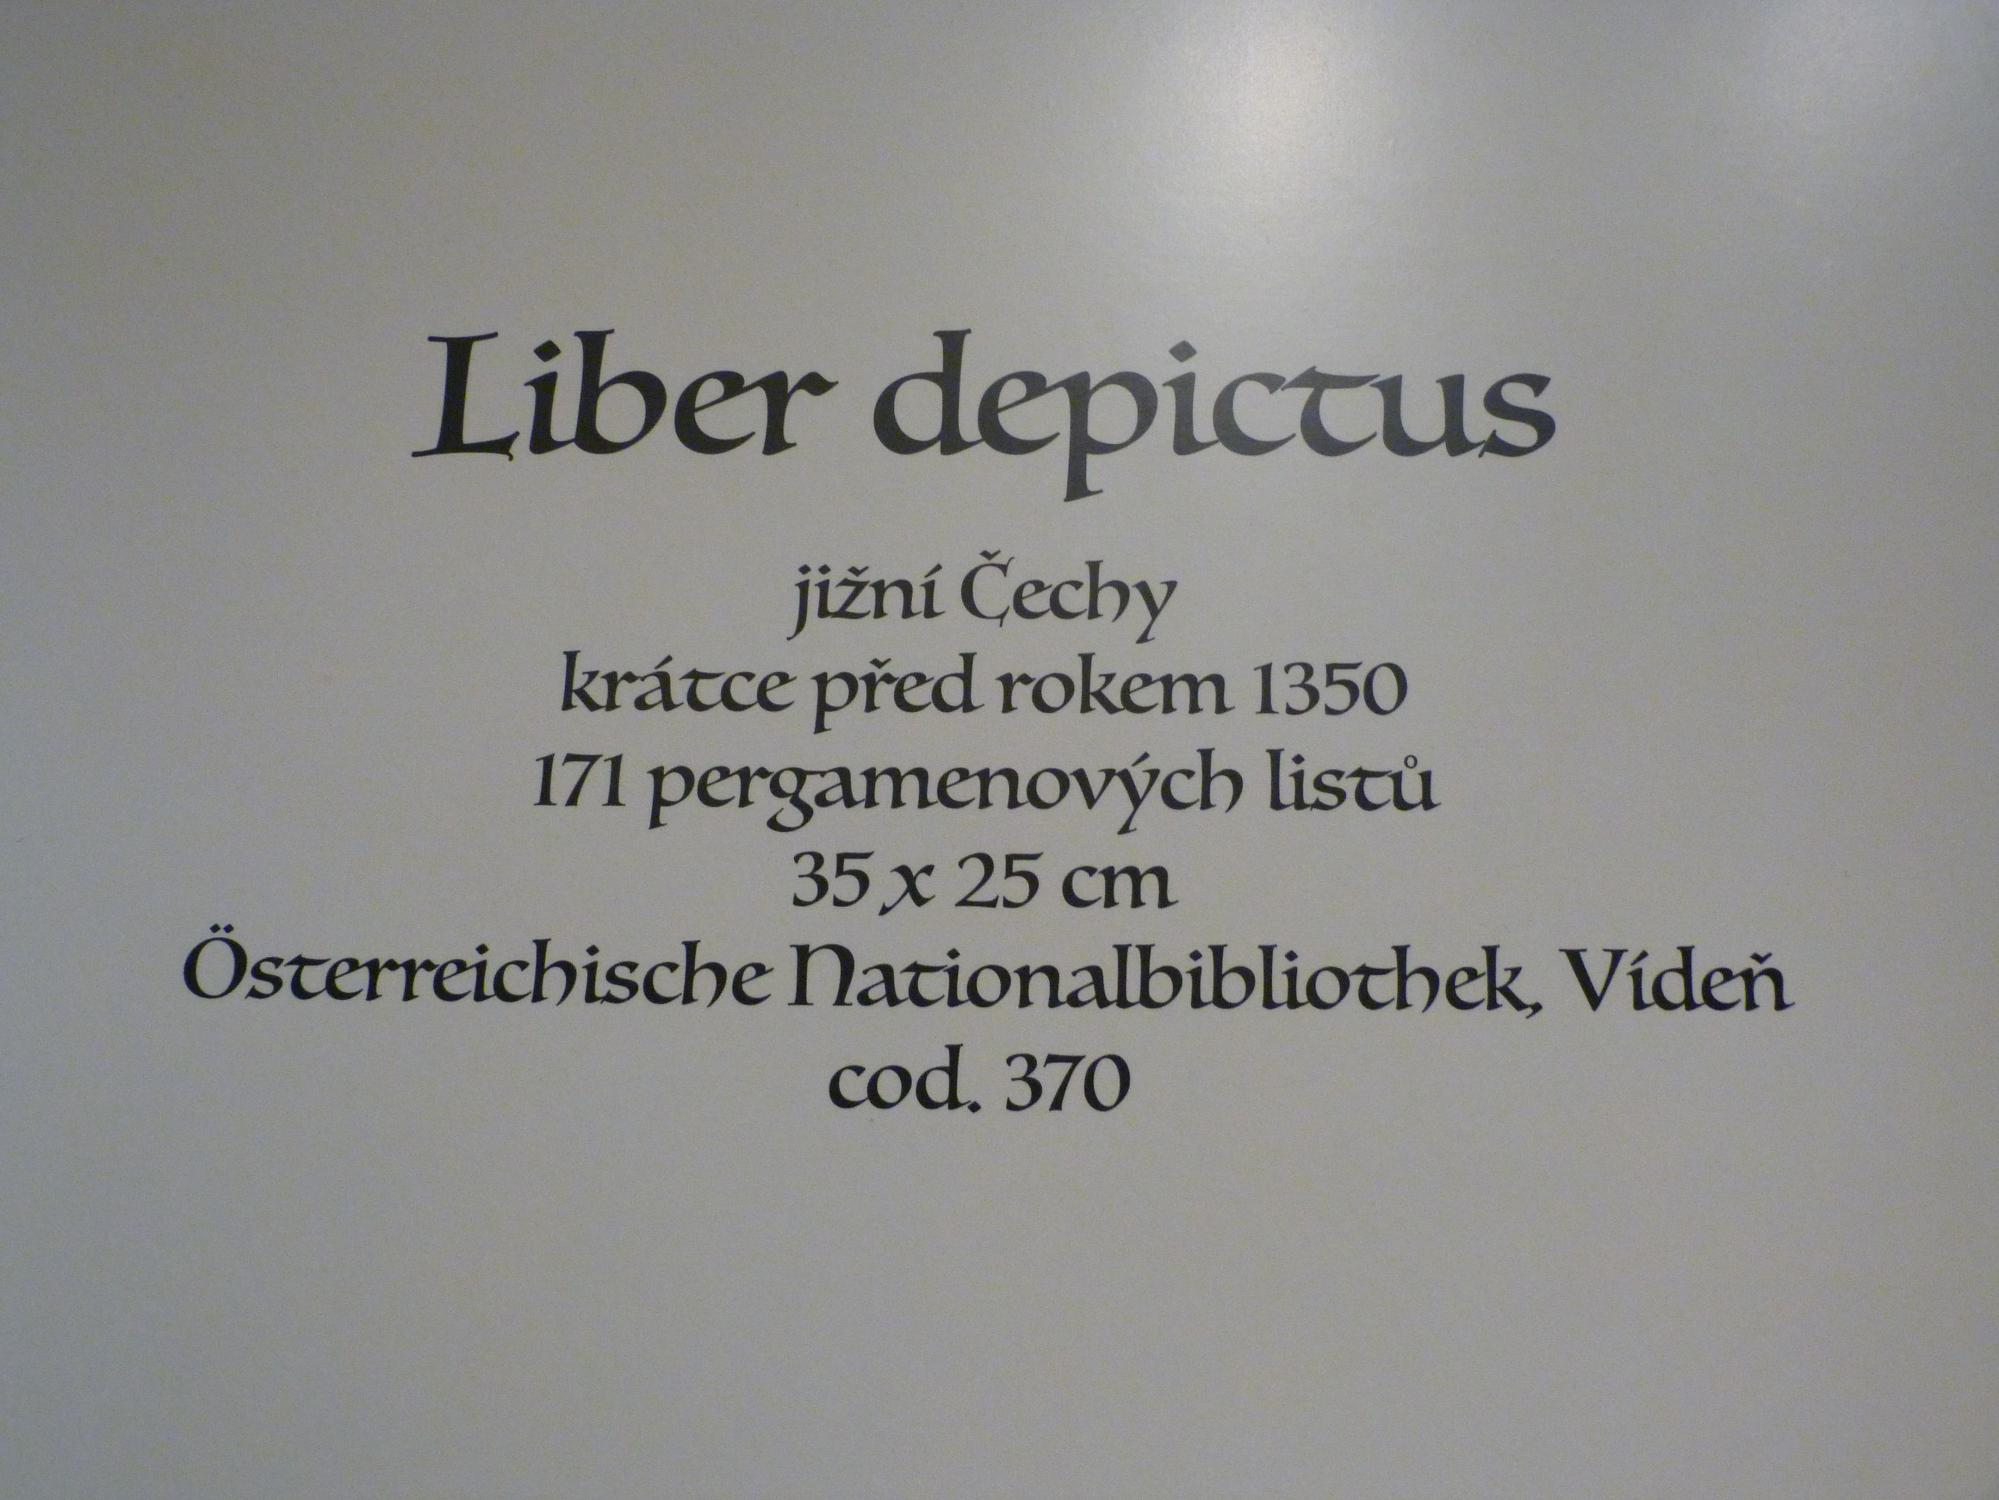 Liber depictus
jižní Čechy
krátce před rokem 1350
171 pergamenových listů
35 x 25 cm
Österreichische Nationalbibliothek, Vídeň
cod. 370